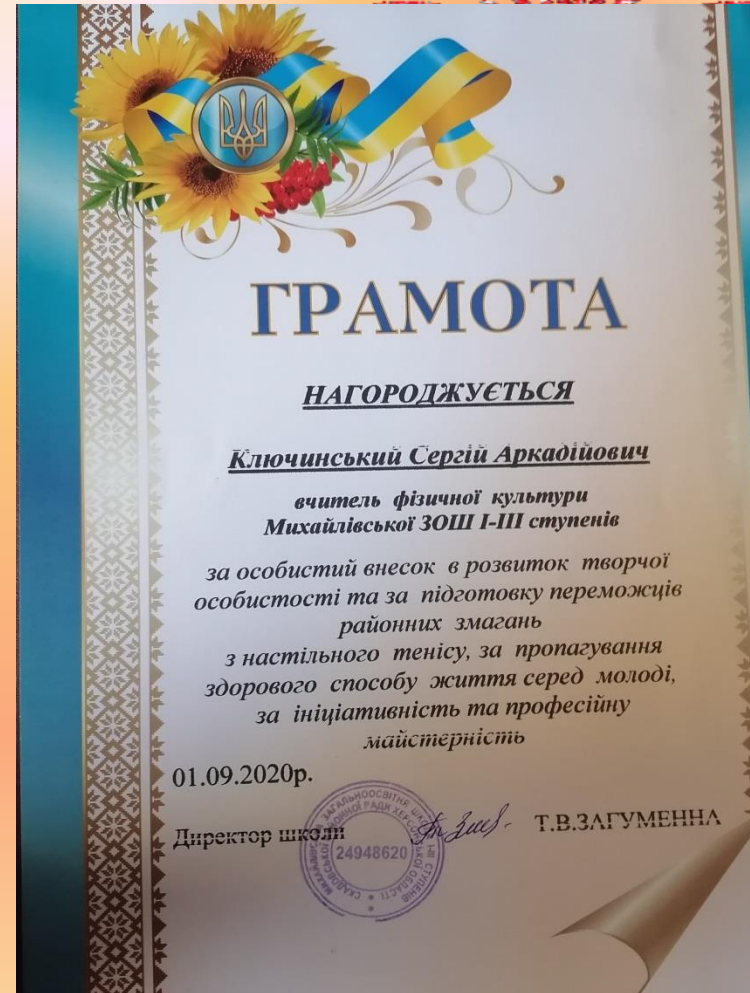 ГРАМОТА
НАГОРОДЖУЄТЬСЯ
Ключинський Сергій Аркадійович
вчитель фізичної культури
Михайлівської ЗОШ І-ІІІ ступенів
за особистий внесок в розвиток творчої
особистості та за підготовку переможців
районних змагань
з настільного тенісу, за пропагування
здорового способу життя серед молоді,
за ініціативність та професійну
майстерність
01.09.2020р.
Директор школи
Т.В.ЗАГУМЕННА
24948620